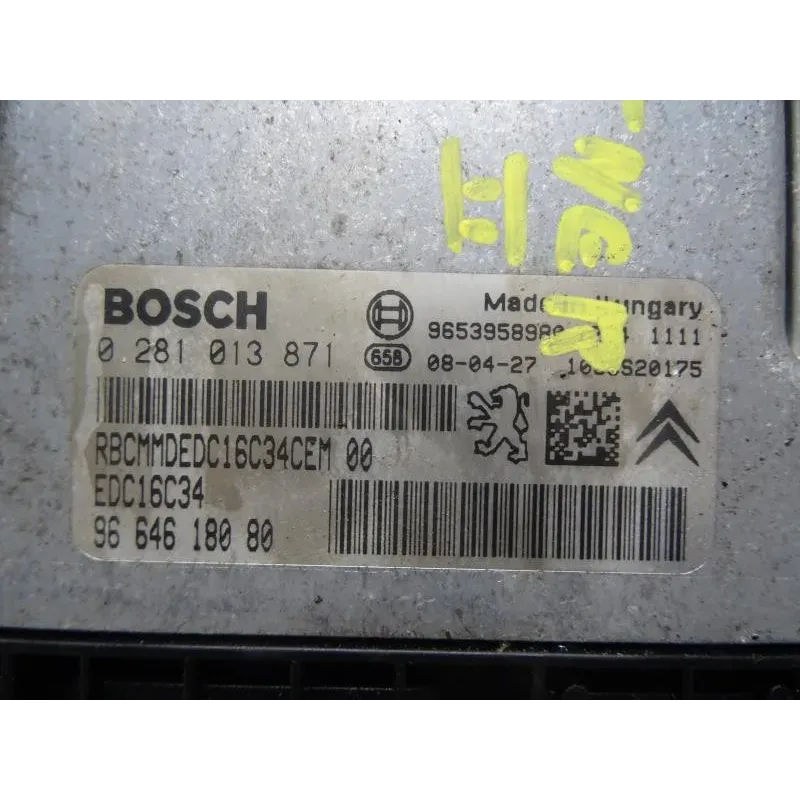 BOSCH
Made in Hungary
0 281 013 871
1111
658
08-04-27
RBCMMDEDC16C34CEM 00
EDC16C34
96 646 180 80